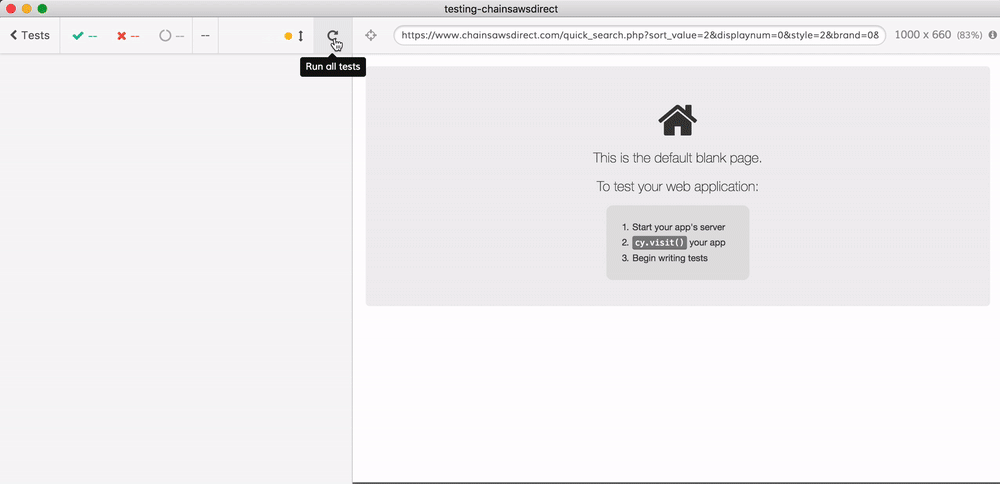 testing-chainsawsdirect
Tests -- -- -- --
https://www.chainsawsdirect.com/quick_search.php?sort_value=2&displaynum=0&style=2&brand=0& 1000 x 660 (83%)
Run all tests
This is the default blank page.
To test your web application:
1. Start your app's server
2. cy.visit() your app
3. Begin writing tests